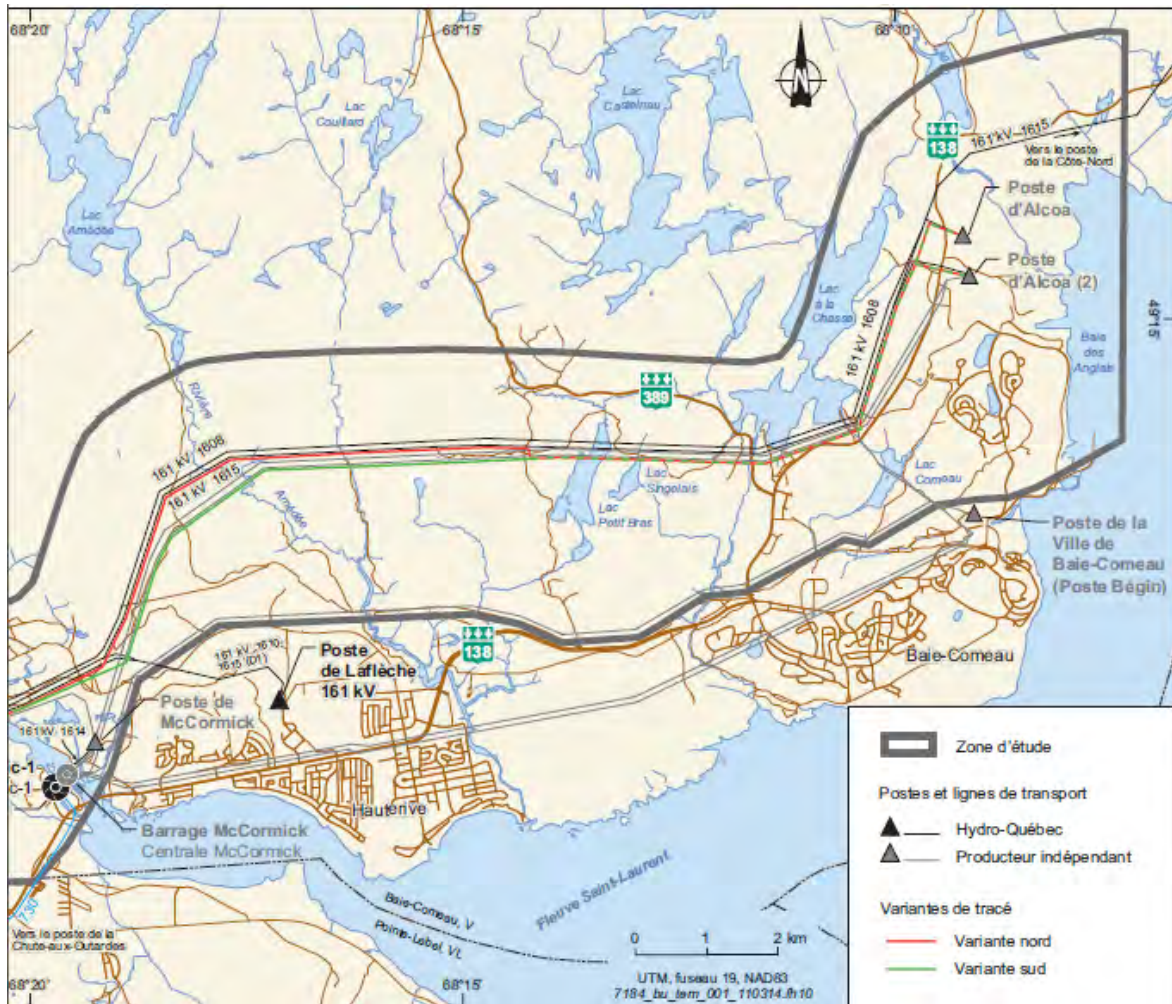 68°20'
68°15'
68°10'
Lac
Couillard
Lac
Cadelnau
N
138
161 kV 1615
Vers le poste
de la Côte-Nord
Lac
Amédée
Poste
d'Alcoa
Poste
d'Alcoa (2)
Lac
à la
Chasse
161 kV 1608
49°15'
Baie
des
Anglais
Rivière
389
161 kV 1608
161 kV 1615
Amédée
Lac
Singelais
Lac
Petit Bras
Lac
Comeau
Poste de la
Ville de
Baie-Comeau
(Poste Bégin)
161 kV 1610,
1615 (D1)
Poste
de Laflèche
161 kV
138
Baie-Comeau
Poste de
McCormick
161 kV 1614
c-1
c-1
Hauterive
Barrage McCormick
Centrale McCormick
Fleuve Saint-Laurent
730
Baie-Comeau, V
Pointe-Lebel, VL
Vers le poste de la
Chute-aux-Outardes
0 1 2 km
UTM, fuseau 19, NAD83
7184_bu_tem_001_110314.fh10
68°20'
68°15'
Zone d'étude
Postes et lignes de transport
Hydro-Québec
Producteur indépendant
Variantes de tracé
Variante nord
Variante sud